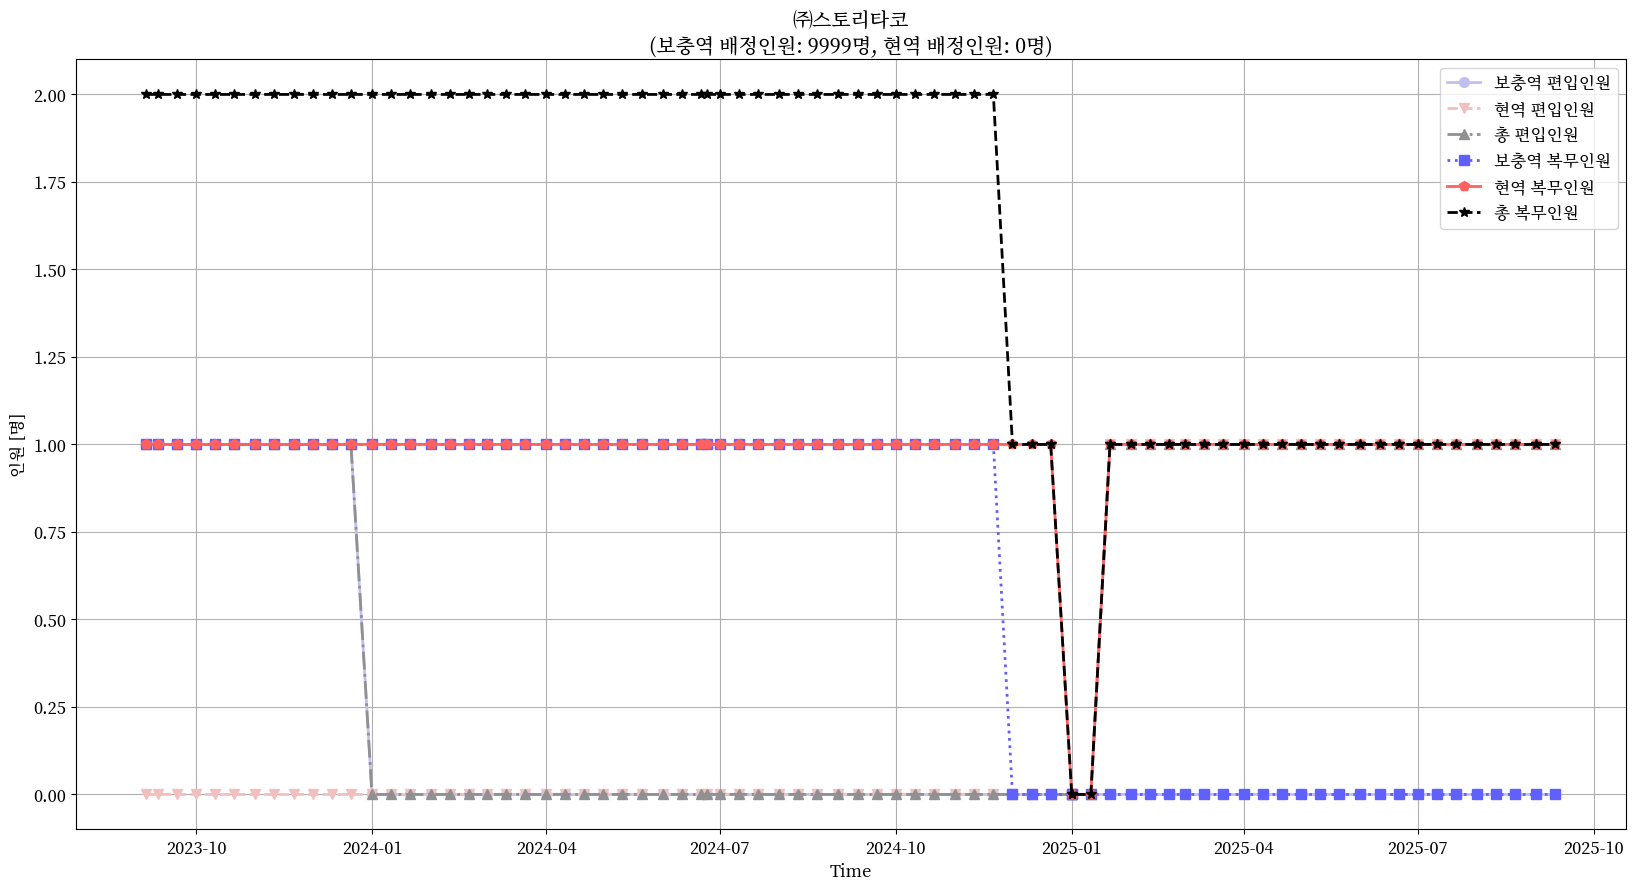 ㈜스토리타코
(보충역 배정인원: 9999명, 현역 배정인원: 0명)
2.00
1.75
1.50
1.25
1.00
0.75
0.50
0.25
0.00
인원 [명]
보충역 편입인원
현역 편입인원
총 편입인원
보충역 복무인원
현역 복무인원
총 복무인원
2023-10
2024-01
2024-04
2024-07
2024-10
2025-01
2025-04
2025-07
2025-10
Time